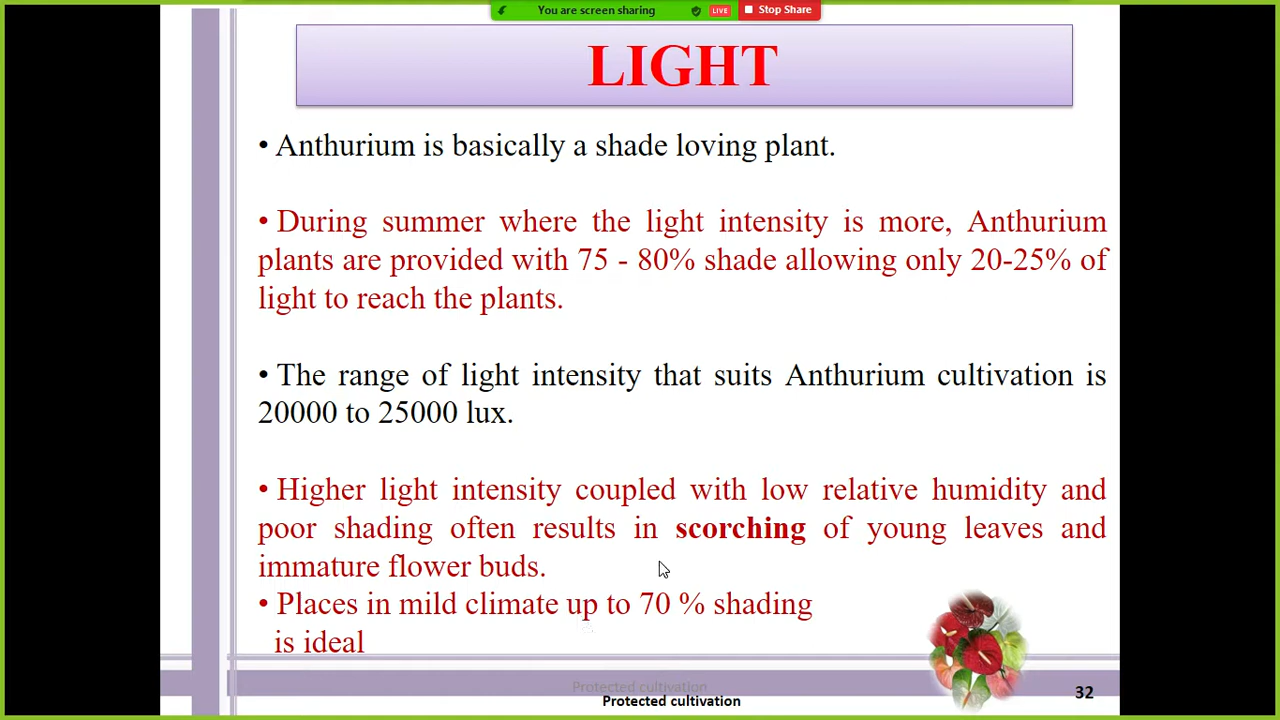 You are screen sharing LIVE Stop Share
LIGHT
• Anthurium is basically a shade loving plant.
• During summer where the light intensity is more, Anthurium
plants are provided with 75 - 80% shade allowing only 20-25% of
light to reach the plants.
• The range of light intensity that suits Anthurium cultivation is
20000 to 25000 lux.
• Higher light intensity coupled with low relative humidity and
poor shading often results in scorching of young leaves and
immature flower buds.
• Places in mild climate up to 70 % shading
is ideal
Protected cultivation
Protected cultivation
32